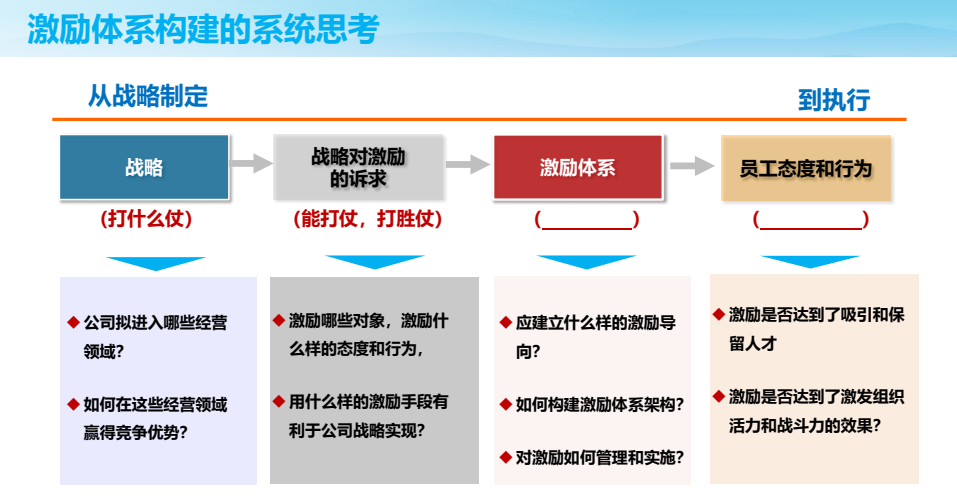 激励体系构建的系统思考
从战略制定
到执行
战略
战略对激励
的诉求
激励体系
员工态度和行为
(打什么仗)
(能打仗，打胜仗)
(________)
(_________)
◆ 公司拟进入哪些经营
领域？
◆ 如何在这些经营领域
赢得竞争优势？
◆ 激励哪些对象，激励什
么样的态度和行为，
◆ 用什么样的激励手段有
利于公司战略实现？
◆ 应建立什么样的激励导
向？
◆ 如何构建激励体系架构？
◆ 对激励如何管理和实施？
◆ 激励是否达到了吸引和保
留人才
◆ 激励是否达到了激发组织
活力和战斗力的效果？